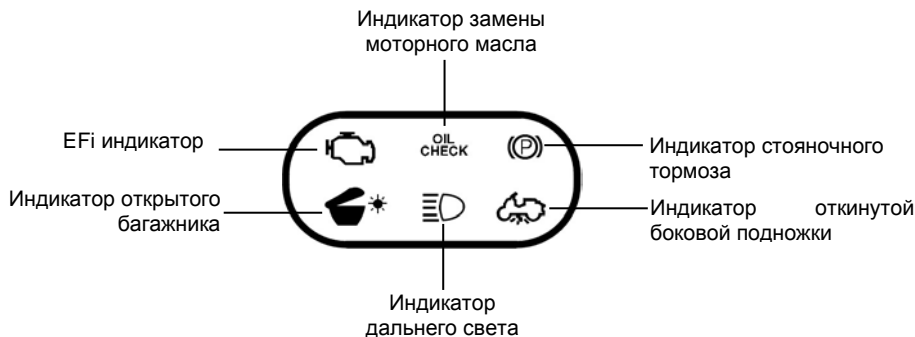 Индикатор замены
моторного масла
EFi индикатор
OIL
CHECK
(P)
Индикатор стояночного
тормоза
Индикатор открытого
багажника
Индикатор откинутой
боковой подножки
Индикатор
дальнего света